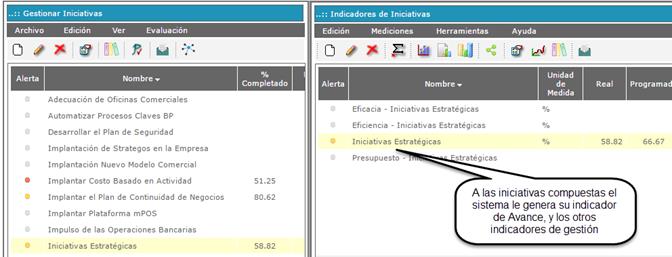 ..:: Gestionar Iniciativas
Archivo Edición Ver Evaluación
Alerta Nombre % Completado
Adecuación de Oficinas Comerciales
Automatizar Procesos Claves BP
Desarrollar el Plan de Seguridad
Implantación de Strategos en la Empresa
Implantación Nuevo Modelo Comercial
Implantar Costo Basado en Actividad 51.25
Implantar el Plan de Continuidad de Negocios 80.62
Implantar Plataforma mPOS
Impulso de las Operaciones Bancarias
Iniciativas Estratégicas 58.82
..:: Indicadores de Iniciativas
Edición Mediciones Herramientas Ayuda
Alerta Nombre Unidad de Medida Real Programado
Eficacia - Iniciativas Estratégicas %
Eficiencia - Iniciativas Estratégicas %
Iniciativas Estratégicas % 58.82 66.67
Presupuesto - Iniciativas Estratégicas
A las iniciativas compuestas el
sistema le genera su indicador
de Avance, y los otros
indicadores de gestión